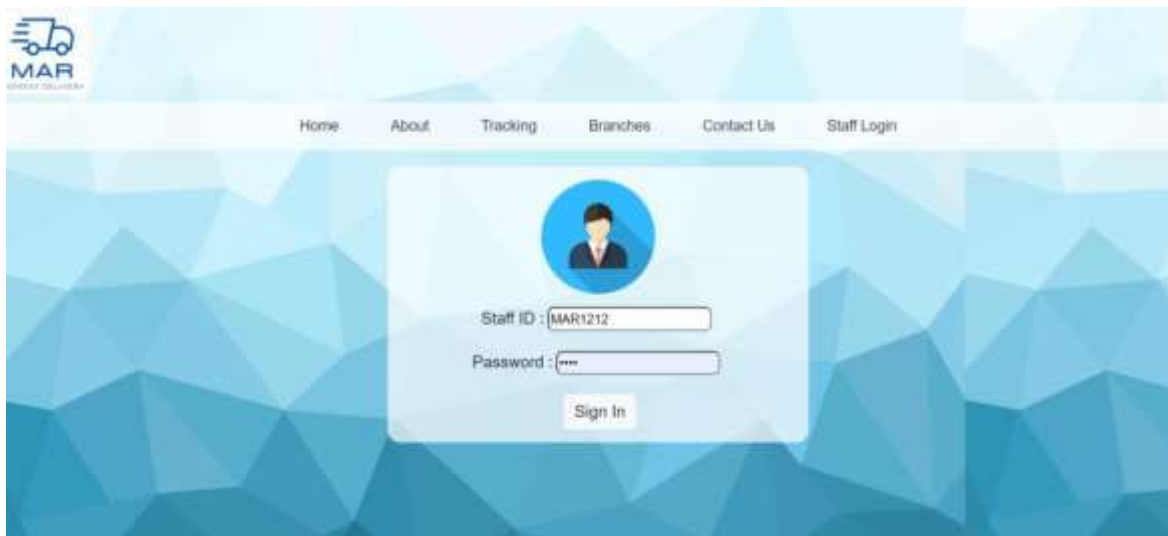 MAR
Home About Tracking Branches Contact Us Staff Login
Staff ID : MAR1212
Password : ••••
Sign In